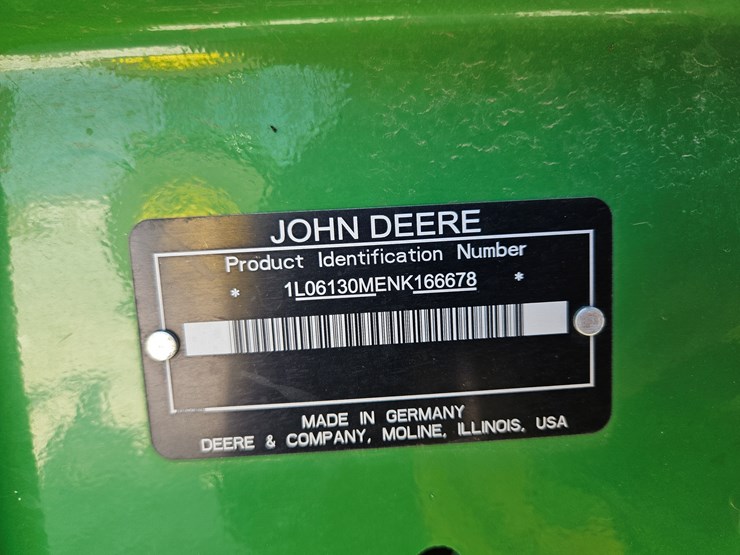 JOHN DEERE
Product Identification Number
* 1L06130MENK166678 *
MADE IN GERMANY
DEERE & COMPANY, MOLINE, ILLINOIS, USA